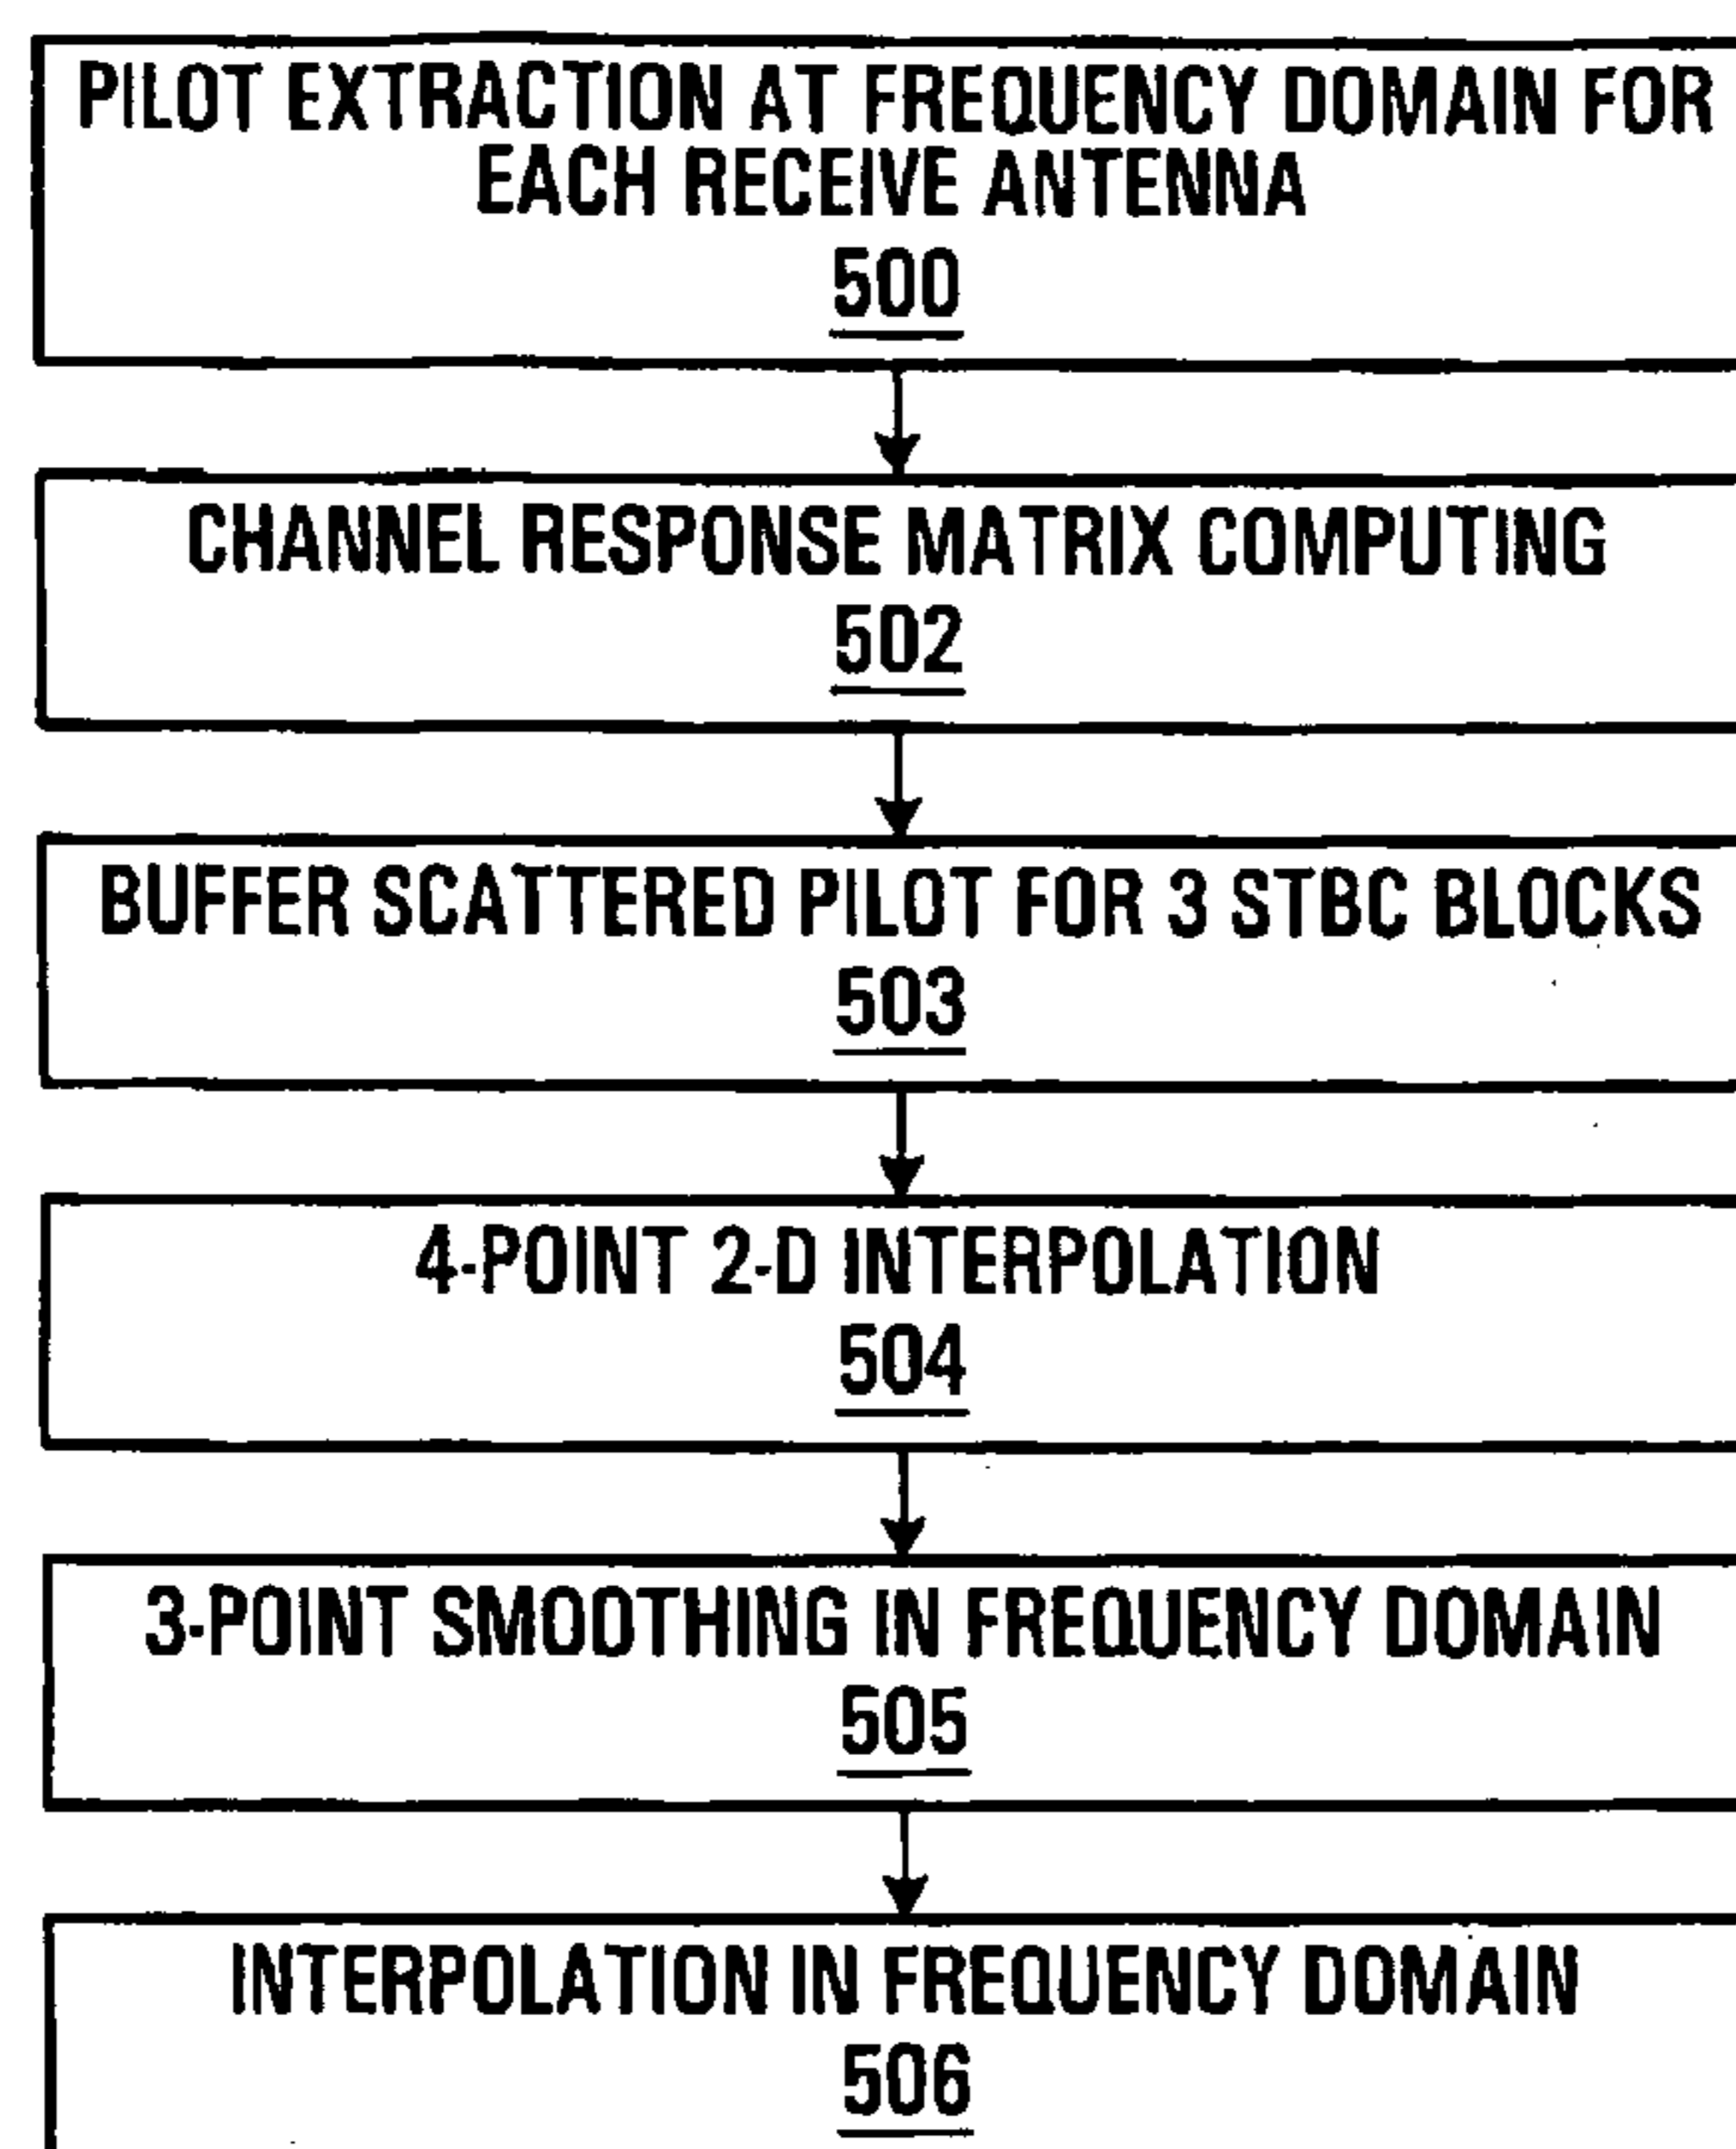 PILOT EXTRACTION AT FREQUENCY DOMAIN FOR
EACH RECEIVE ANTENNA
500
CHANNEL RESPONSE MATRIX COMPUTING
502
BUFFER SCATTERED PILOT FOR 3 STBC BLOCKS
503
4-POINT 2-D INTERPOLATION
504
3-POINT SMOOTHING IN FREQUENCY DOMAIN
505
INTERPOLATION IN FREQUENCY DOMAIN
506